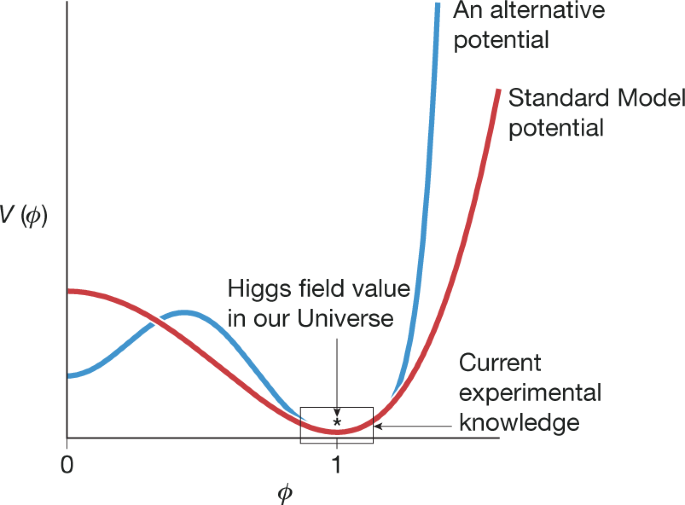 An alternative
potential
Standard Model
potential
V (ϕ)
Higgs field value
in our Universe
Current
experimental
knowledge
*
0
1
ϕ